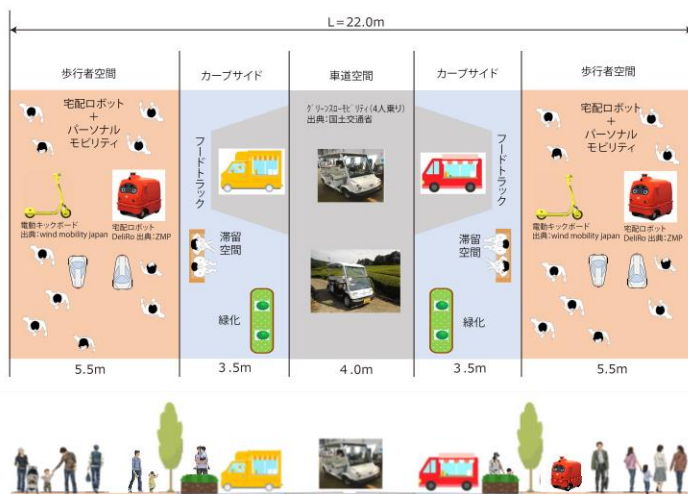 L=22.0m
歩行者空間
カーブサイド
車道空間
カーブサイド
歩行者空間
宅配ロボット
+
パーソナル
モビリティ
フードトラック
グリーンスローモビリティ(4人乗り)
出典:国土交通省
フードトラック
宅配ロボット
+
パーソナル
モビリティ
電動キックボード
出典:wind mobility japan
宅配ロボット
DeliRo 出典:ZMP
滞留
空間
滞留
空間
電動キックボード
出典:wind mobility japan
宅配ロボット
DeliRo 出典:ZMP
緑化
緑化
5.5m
3.5m
4.0m
3.5m
5.5m